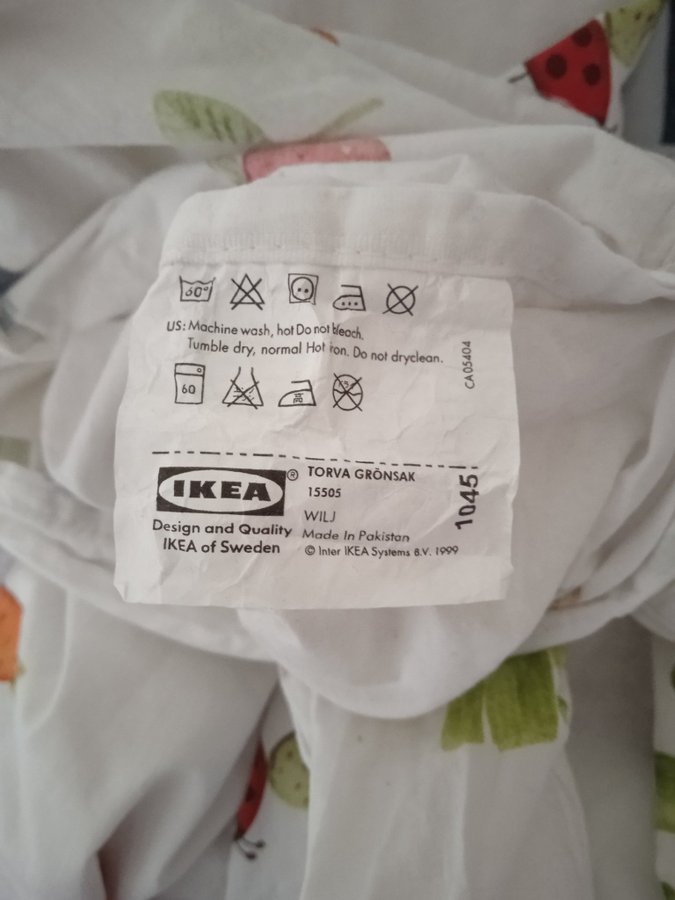 60°
US: Machine wash, hot Do not bleach.
Tumble dry, normal Hot iron. Do not dryclean.
CA05404
60
IKEA ®
Design and Quality
IKEA of Sweden
TORVA GRÖNSAK
15505
WILJ
Made In Pakistan
© Inter IKEA Systems B.V. 1999
1045